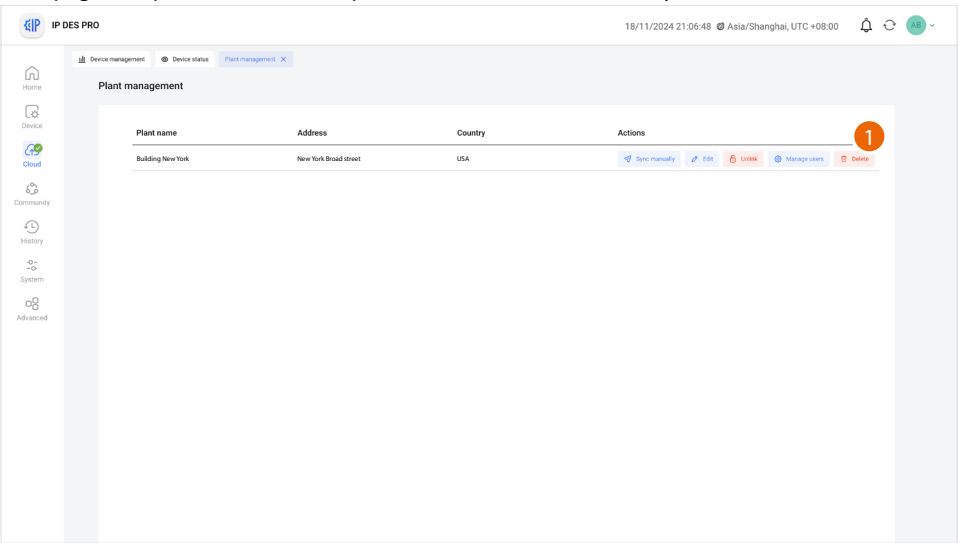 IP IP DES PRO 18/11/2024 21:06:48 Asia/Shanghai, UTC +08:00 AB
Device management Device status Plant management
Home
Plant management
Device
Plant name Address Country Actions 1
Cloud
Building New York New York Broad street USA Sync manually Edit Unlink Manage users Delete
Community
History
System
Advanced